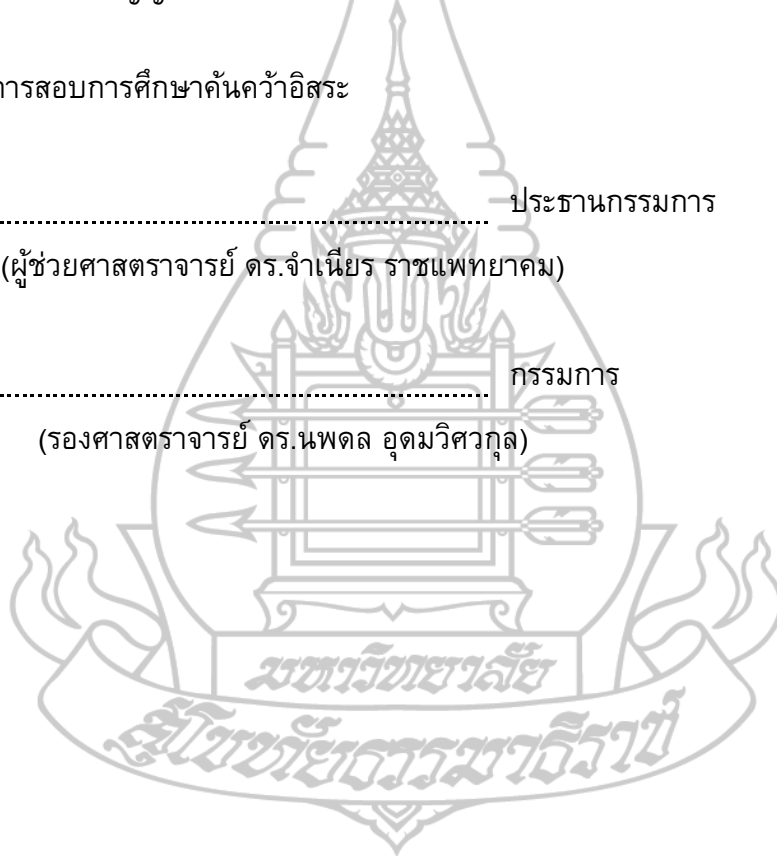 การสอบการศึกษาค้นคว้าอิสระ
ประธานกรรมการ
(ผู้ช่วยศาสตราจารย์ ดร.จำเนียร ราชแพทยาคม)
กรรมการ
(รองศาสตราจารย์ ดร.นพดล อุดมวิศวกุล)
มหาวิทยาลัย
สุโขทัยธรรมาธิราช